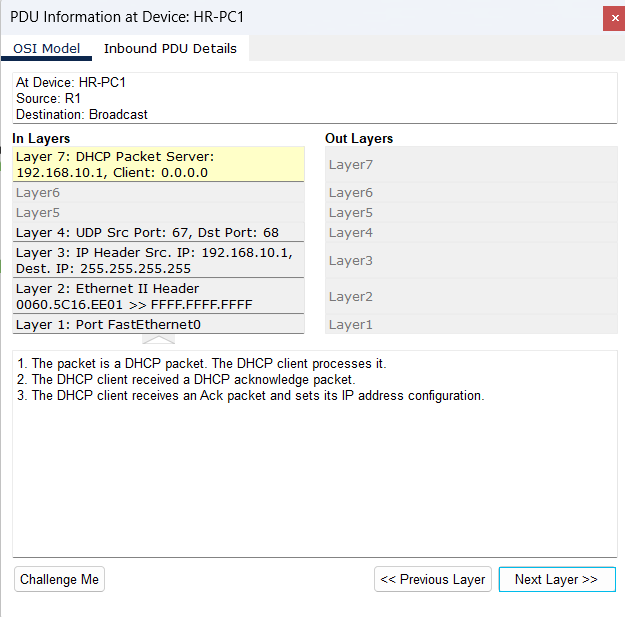 PDU Information at Device: HR-PC1
OSI Model Inbound PDU Details
At Device: HR-PC1
Source: R1
Destination: Broadcast
In Layers
Layer 7: DHCP Packet Server:
192.168.10.1, Client: 0.0.0.0
Layer6
Layer5
Layer 4: UDP Src Port: 67, Dst Port: 68
Layer 3: IP Header Src. IP: 192.168.10.1,
Dest. IP: 255.255.255.255
Layer 2: Ethernet II Header
0060.5C16.EE01 >> FFFF.FFFF.FFFF
Layer 1: Port FastEthernet0
Out Layers
Layer7
Layer6
Layer5
Layer4
Layer3
Layer2
Layer1
1. The packet is a DHCP packet. The DHCP client processes it.
2. The DHCP client received a DHCP acknowledge packet.
3. The DHCP client receives an Ack packet and sets its IP address configuration.
Challenge Me << Previous Layer Next Layer >>